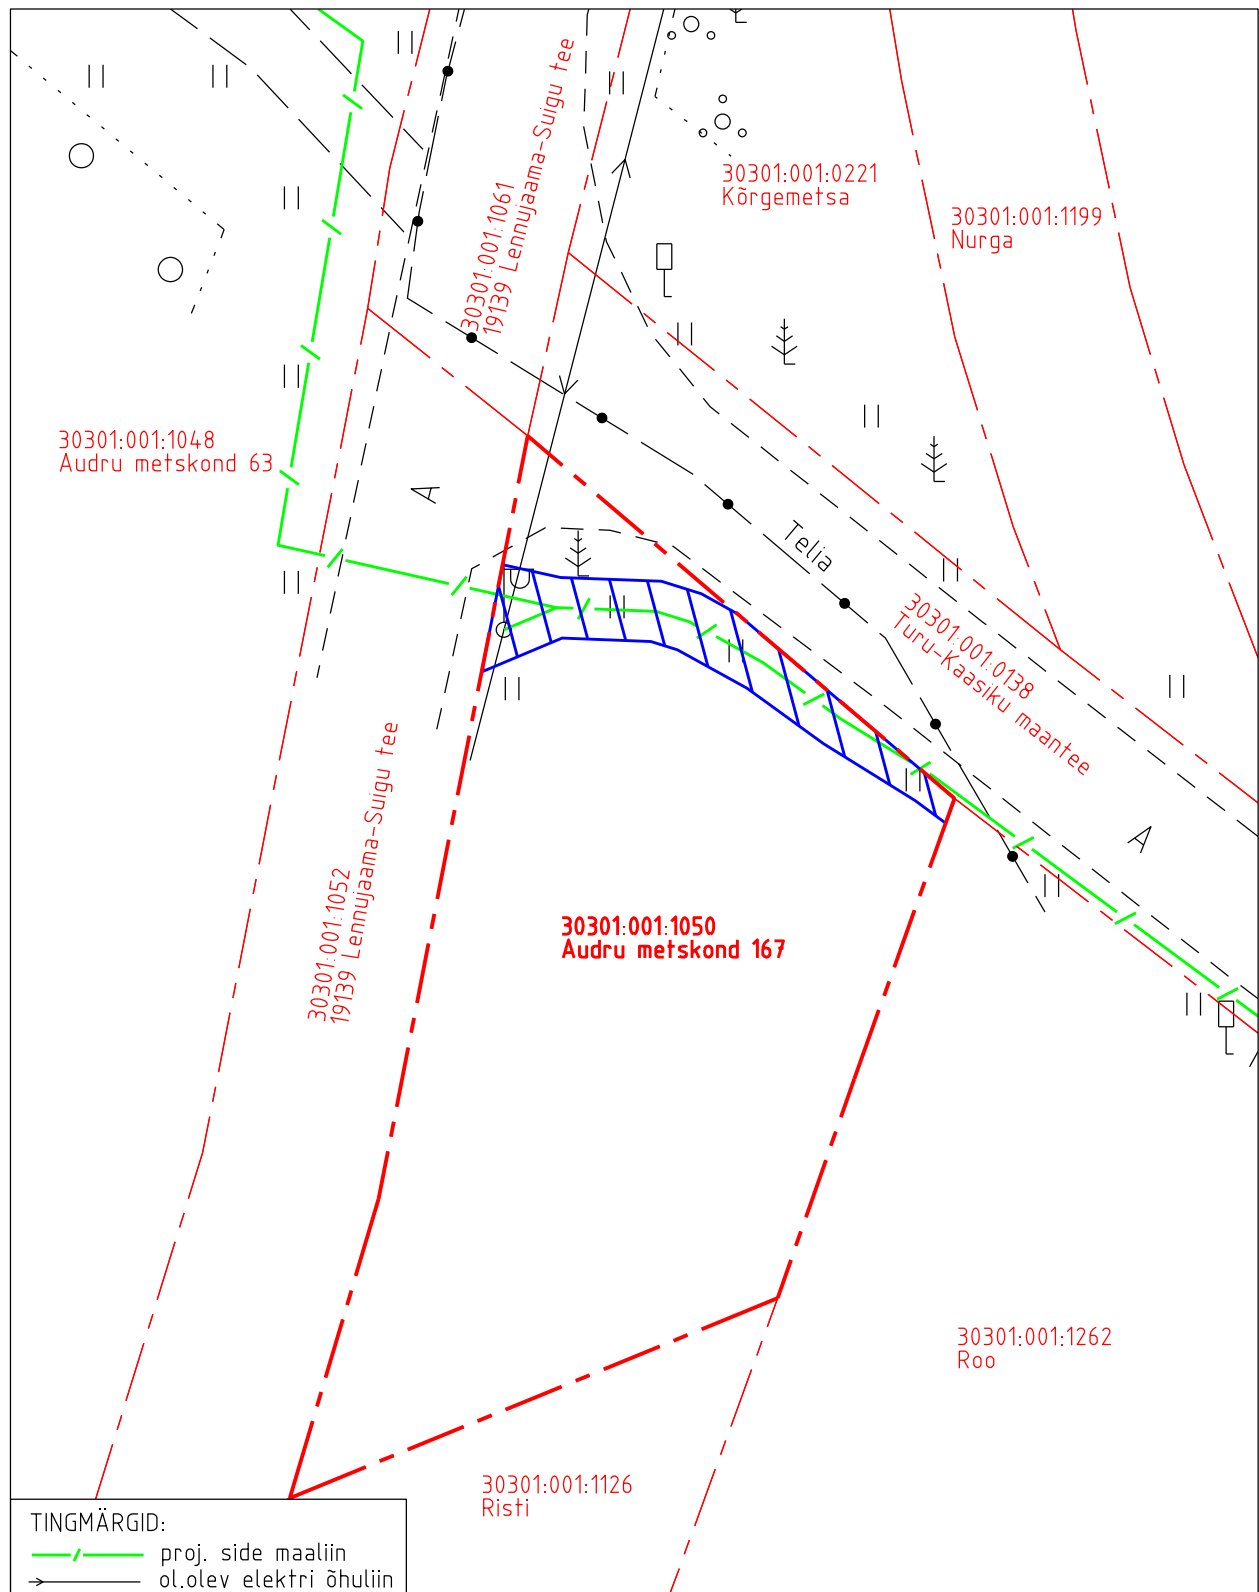 30301:001:1061
19139 Lennujaama-Suigu tee
30301:001:0221
Kõrgemetsa
30301:001:1199
Nurga
30301:001:1048
Audru metskond 63
A
Telia
30301:001:0138
Turu-Kaasiku maantee
A
30301:001:1052
19139 Lennujaama-Suigu tee
30301:001:1050
Audru metskond 167
30301:001:1262
Roo
30301:001:1126
Risti
TINGMÄRGID:
proj. side maaliin
ol.olev elektri õhuliin